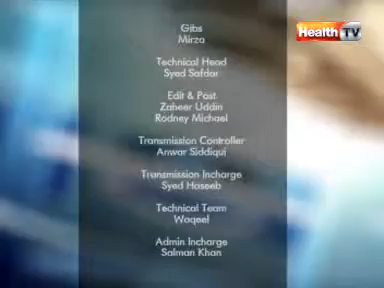 Health TV
Gibs
Mirza
Technical Head
Syed Safdar
Edit & Post
Zaheer Uddin
Rodney Michael
Transmission Controller
Anwar Siddiqui
Transmission Incharge
Syed Haseeb
Technical Team
Waqeel
Admin Incharge
Salman Khan